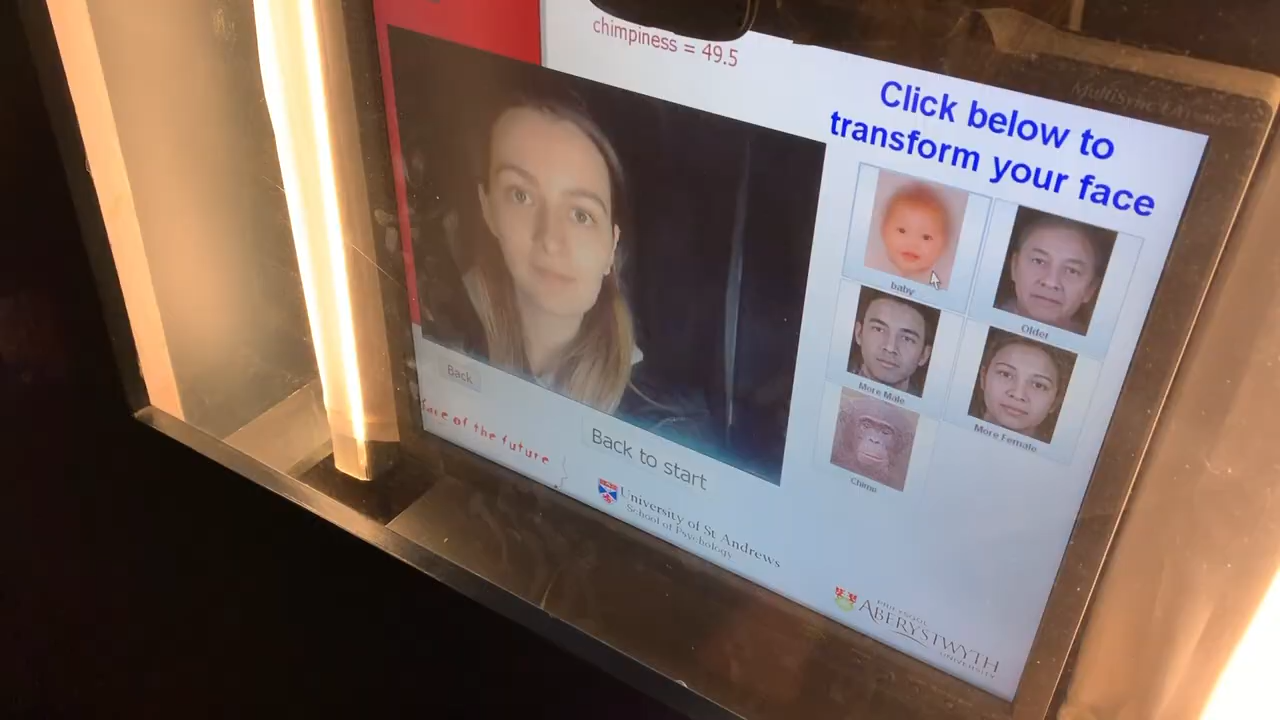 chimpiness = 49.5
Click below to
transform your face
baby
Older
More Male
More Female
Chimp
Back
face of the future
Back to start
University of St Andrews
School of Psychology
PRIFYSGOL
ABERYSTWYTH
UNIVERSITY